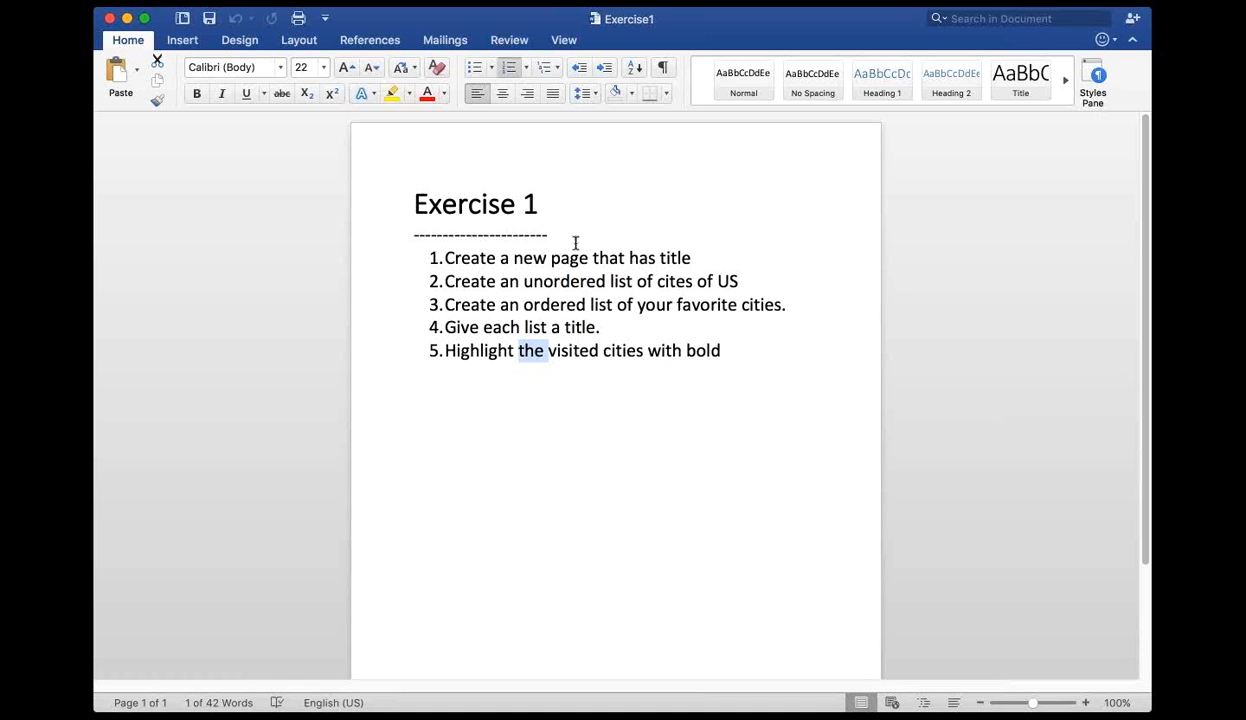 Exercise1
Search in Document
Home Insert Design Layout References Mailings Review View
Paste
Calibri (Body) 22
B I U abc X₂ X² A A
AaBbCcDdEe AaBbCcDdEe AaBbCcDc AaBbCcDdEe AaBbC
Normal No Spacing Heading 1 Heading 2 Title
Styles
Pane
Exercise 1
-----------------------
1. Create a new page that has title
2. Create an unordered list of cites of US
3. Create an ordered list of your favorite cities.
4. Give each list a title.
5. Highlight the visited cities with bold
Page 1 of 1 1 of 42 Words English (US) 100%